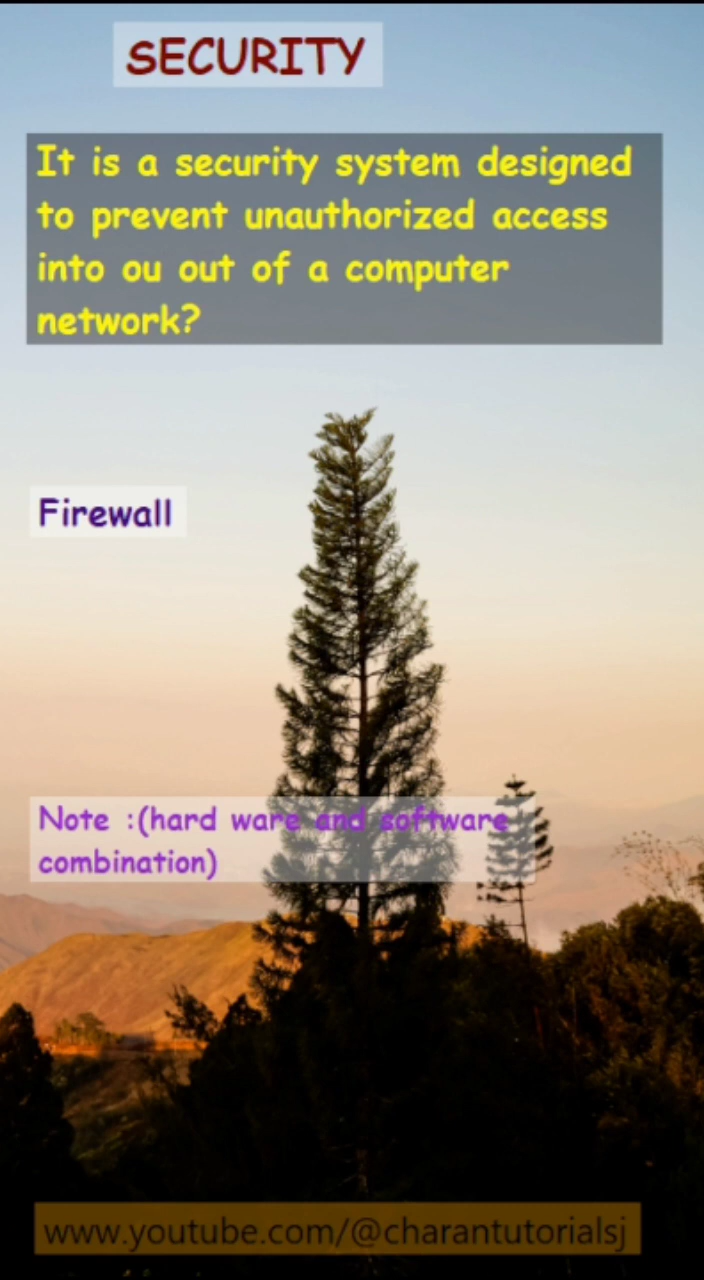 SECURITY
It is a security system designed
to prevent unauthorized access
into ou out of a computer
network?
Firewall
Note :(hard ware and software
combination)
www.youtube.com/@charantutorialsj